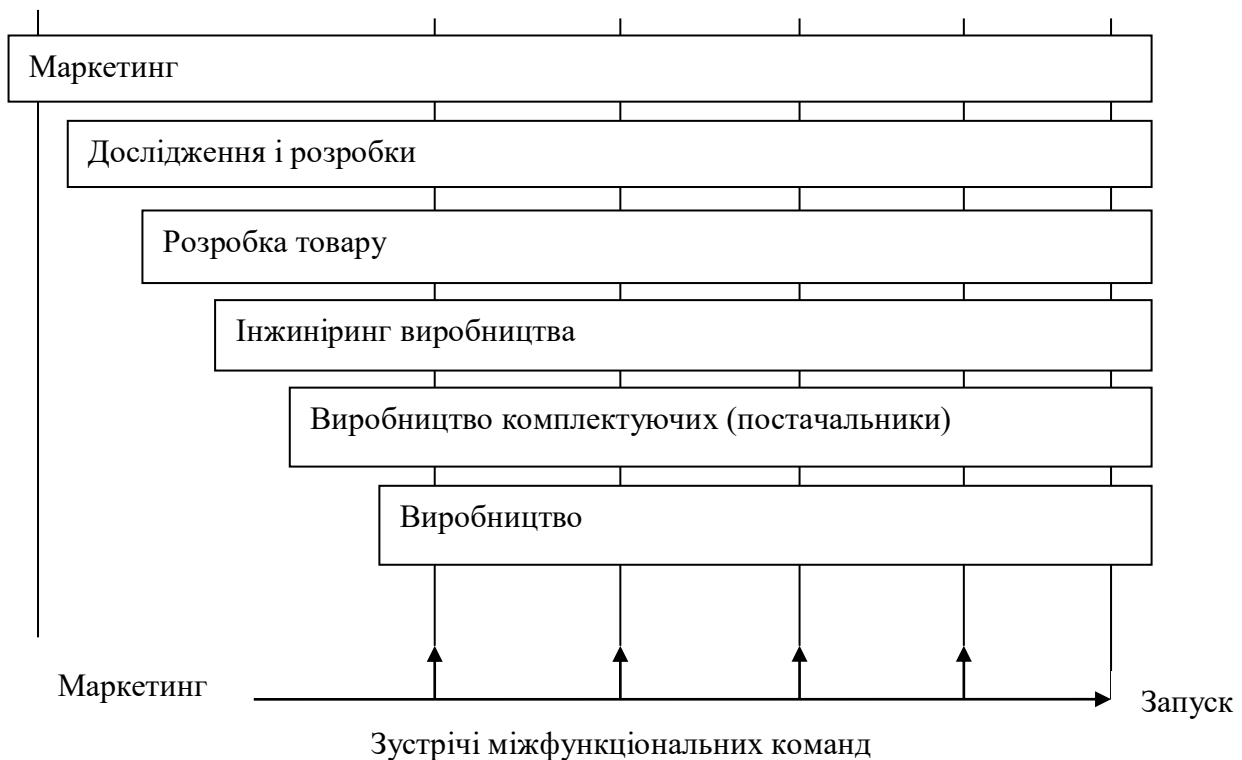 Маркетинг
Дослідження і розробки
Розробка товару
Інжиніринг виробництва
Виробництво комплектуючих (постачальники)
Виробництво
Маркетинг
Запуск
Зустрічі міжфункціональних команд